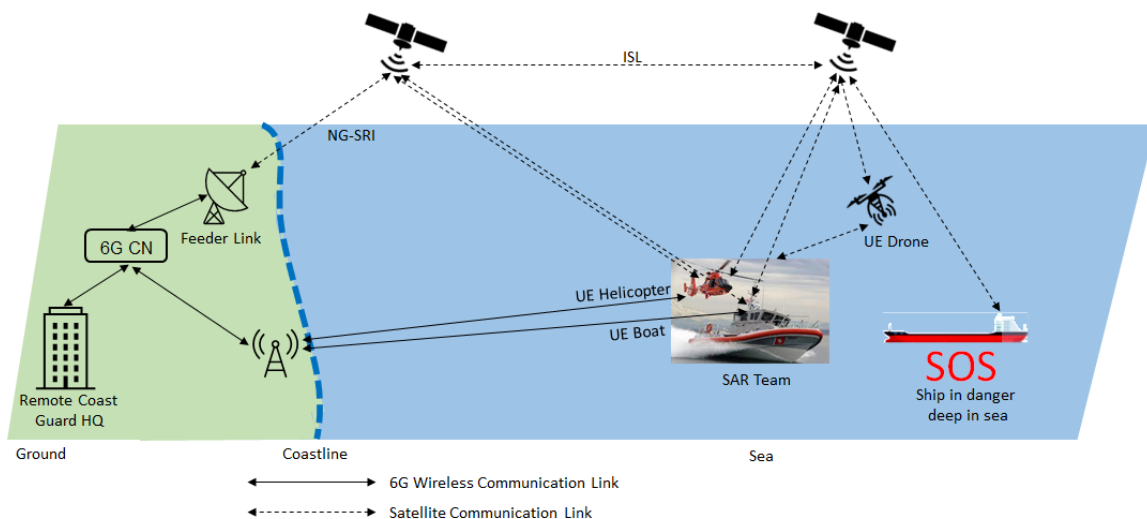 ISL
NG-SRI
Feeder Link
6G CN
UE Drone
UE Helicopter
UE Boat
SAR Team
SOS
Ship in danger
deep in sea
Remote Coast
Guard HQ
Ground
Coastline
Sea
6G Wireless Communication Link
Satellite Communication Link